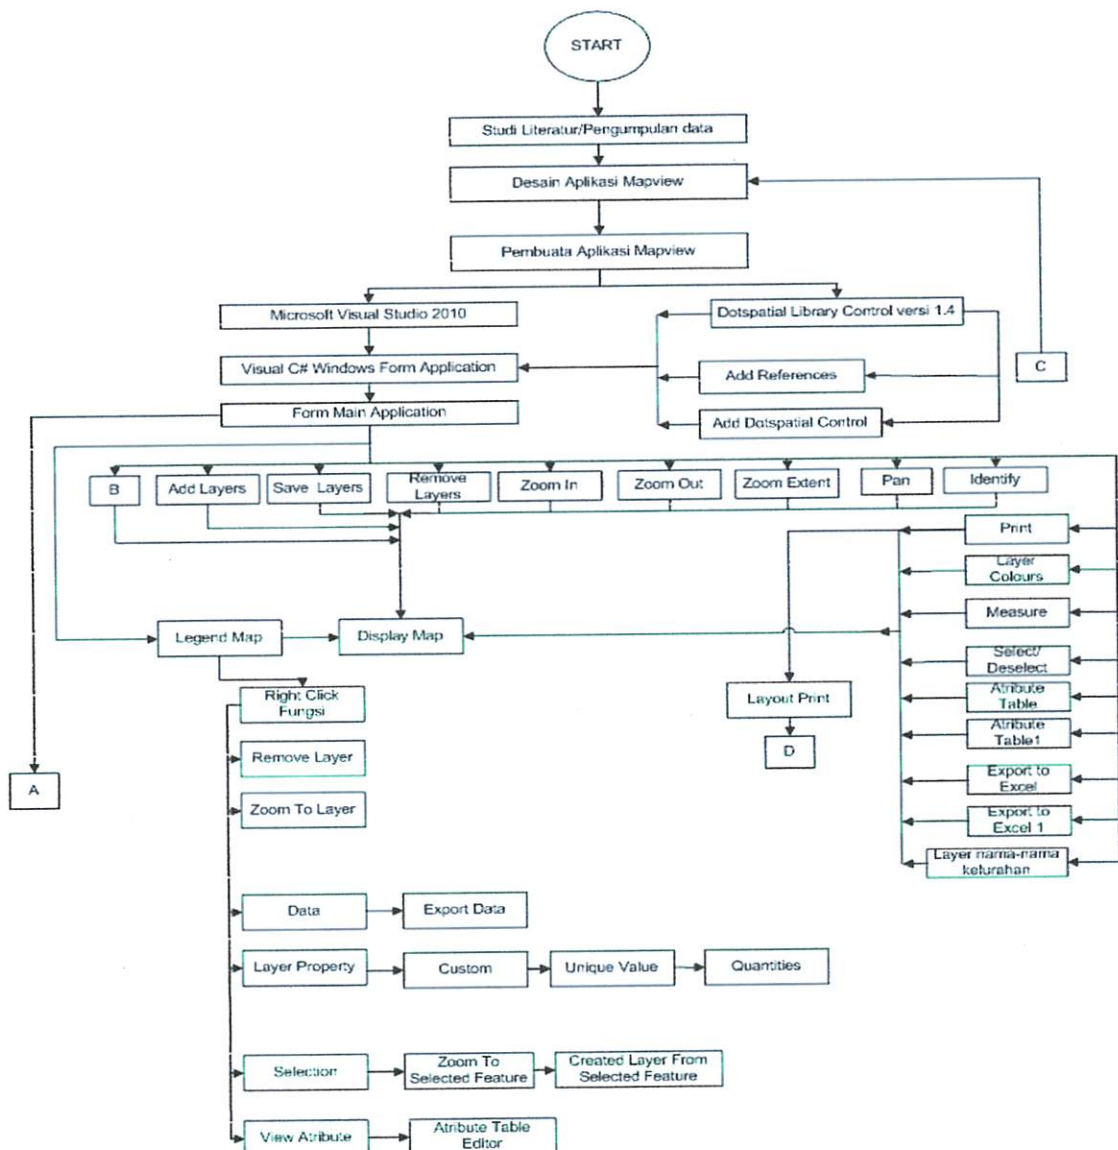 START
Studi Literatur/Pengumpulan data
Desain Aplikasi Mapview
Pembuata Aplikasi Mapview
Microsoft Visual Studio 2010
Dotspatial Library Control versi 1.4
Visual C# Windows Form Application
Add References
C
Form Main Application
Add Dotspatial Control
B
Add Layers
Save Layers
Remove
Layers
Zoom In
Zoom Out
Zoom Extent
Pan
Identify
Print
Layer
Colours
Measure
Legend Map
Display Map
Select/
Deselect
Right Click
Fungsi
Layout Print
Atribute
Table
Atribute
Table1
D
Remove Layer
A
Zoom To Layer
Export to
Excel
Export to
Excel 1
Layer nama-nama
kelurahan
Data
Export Data
Layer Property
Custom
Unique Value
Quantities
Selection
Zoom To
Selected Feature
Created Layer From
Selected Feature
View Atribute
Atribute Table
Editor